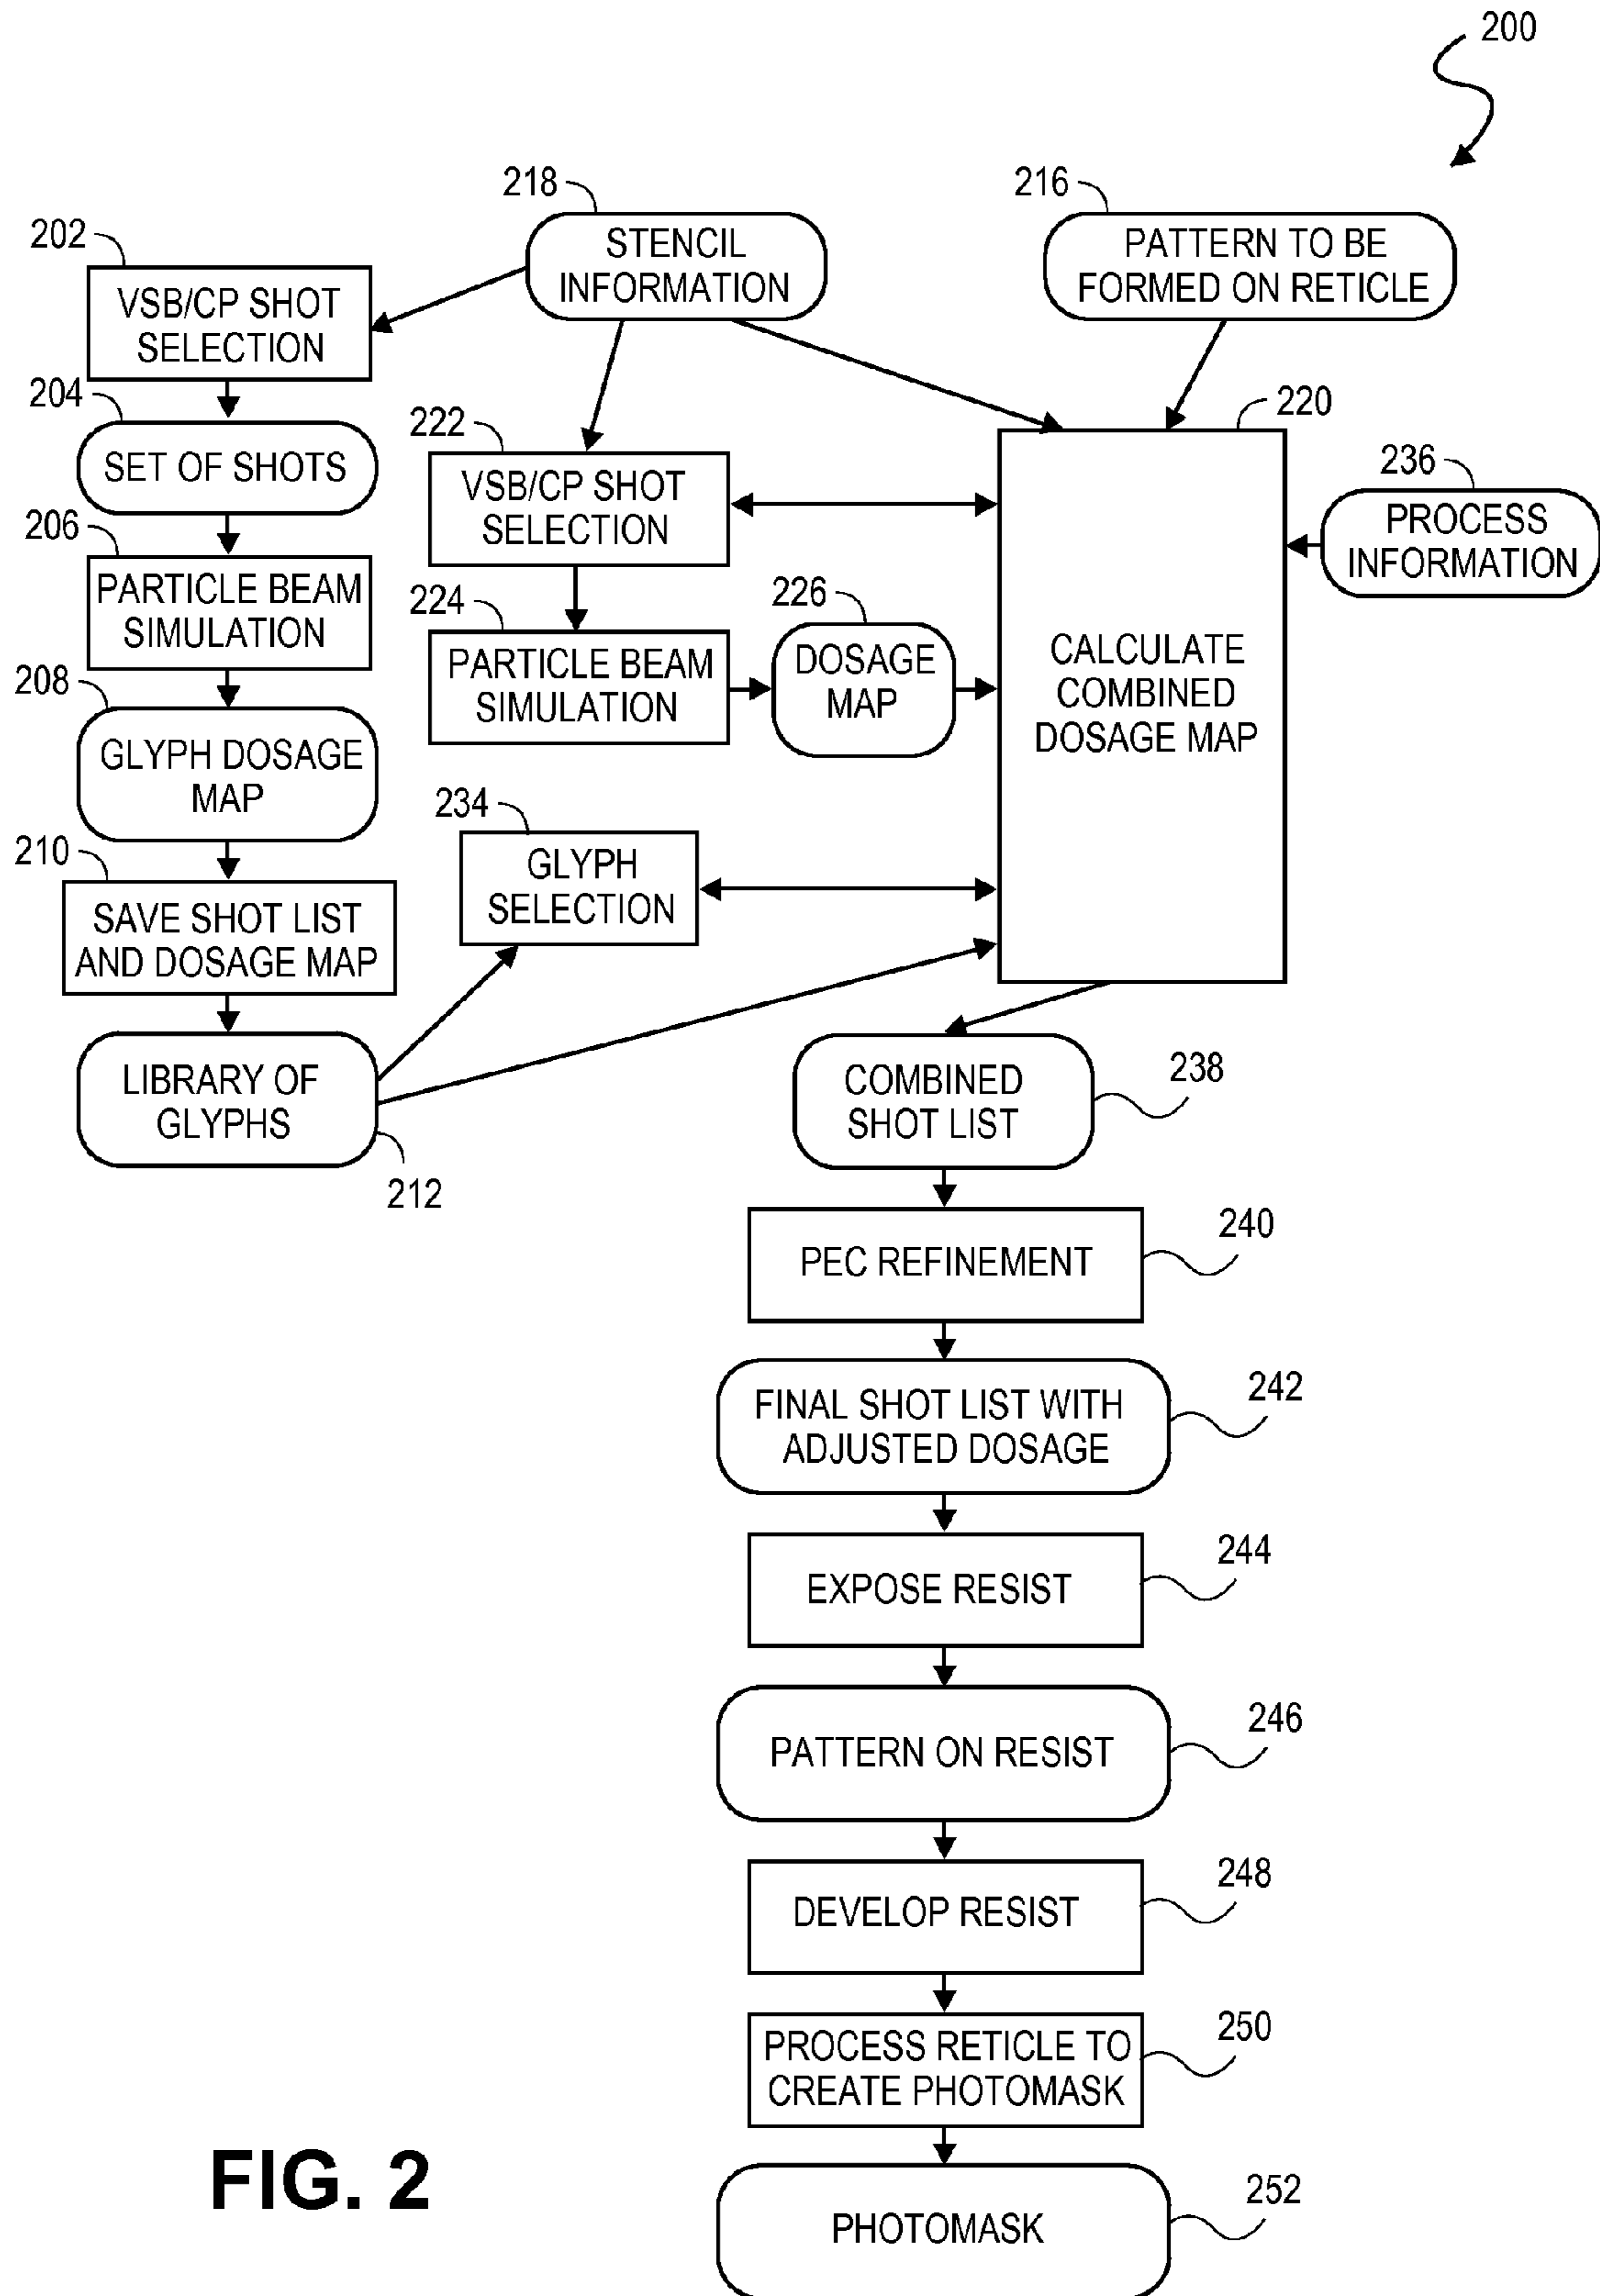 200
218
STENCIL
INFORMATION
216
PATTERN TO BE
FORMED ON RETICLE
202
VSB/CP SHOT
SELECTION
204
SET OF SHOTS
222
VSB/CP SHOT
SELECTION
220
CALCULATE
COMBINED
DOSAGE MAP
236
PROCESS
INFORMATION
206
PARTICLE BEAM
SIMULATION
224
PARTICLE BEAM
SIMULATION
226
DOSAGE
MAP
208
GLYPH DOSAGE
MAP
234
GLYPH
SELECTION
210
SAVE SHOT LIST
AND DOSAGE MAP
LIBRARY OF
GLYPHS
212
COMBINED
SHOT LIST
238
PEC REFINEMENT
240
FINAL SHOT LIST WITH
ADJUSTED DOSAGE
242
EXPOSE RESIST
244
PATTERN ON RESIST
246
DEVELOP RESIST
248
PROCESS RETICLE TO
CREATE PHOTOMASK
250
PHOTOMASK
252
FIG. 2